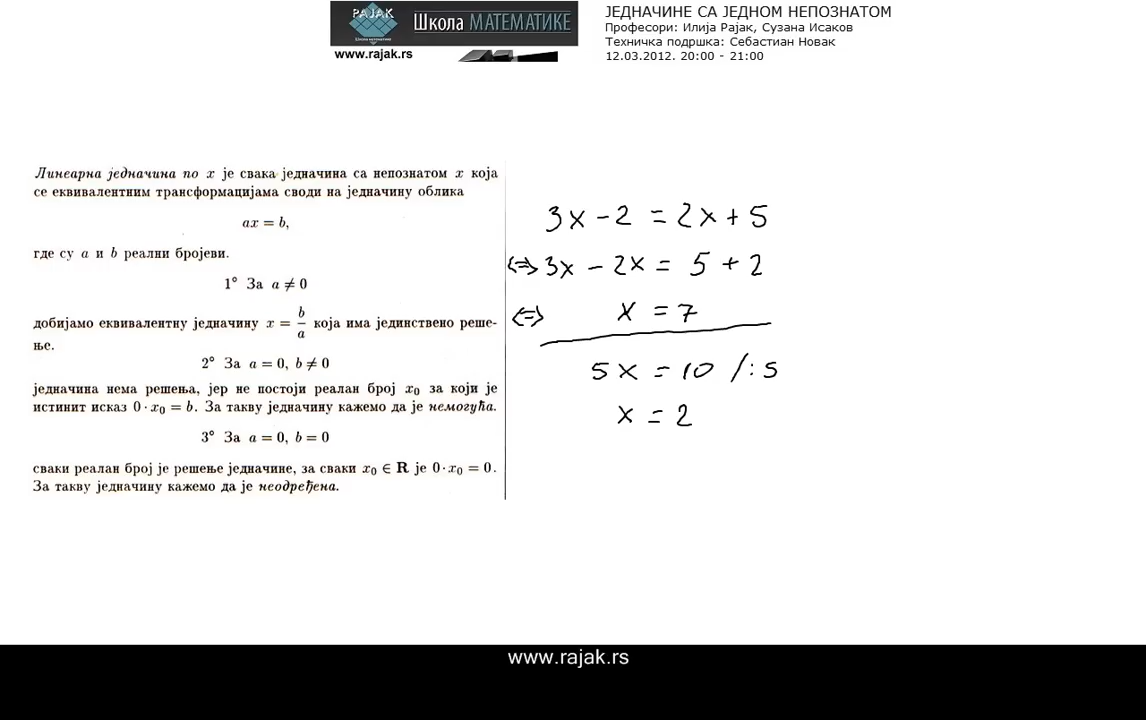 РАЈАК
Школа МАТЕМАТИКЕ
www.rajak.rs
ЈЕДНАЧИНЕ СА ЈЕДНОМ НЕПОЗНАТОМ
Професори: Илија Рајак, Сузана Исаков
Техничка подршка: Себастиан Новак
12.03.2012. 20:00 - 21:00
Линеарна једначина по x је свака једначина са непознатом x која
се еквивалентним трансформацијама своди на једначину облика
ax = b,
где су a и b реални бројеви.
1° За a ≠ 0
добијамо еквивалентну једначину x = b/a која има јединствено реше-
ње.
2° За a = 0, b ≠ 0
једначина нема решења, јер не постоји реалан број x₀ за који је
истинит исказ 0 · x₀ = b. За такву једначину кажемо да је немогућа.
3° За a = 0, b = 0
сваки реалан број је решење једначине, за сваки x₀ ∈ R је 0 · x₀ = 0.
За такву једначину кажемо да је неодређена.
3x - 2 = 2x + 5
⇔ 3x - 2x = 5 + 2
⇔ x = 7
5x = 10 /: 5
x = 2
www.rajak.rs